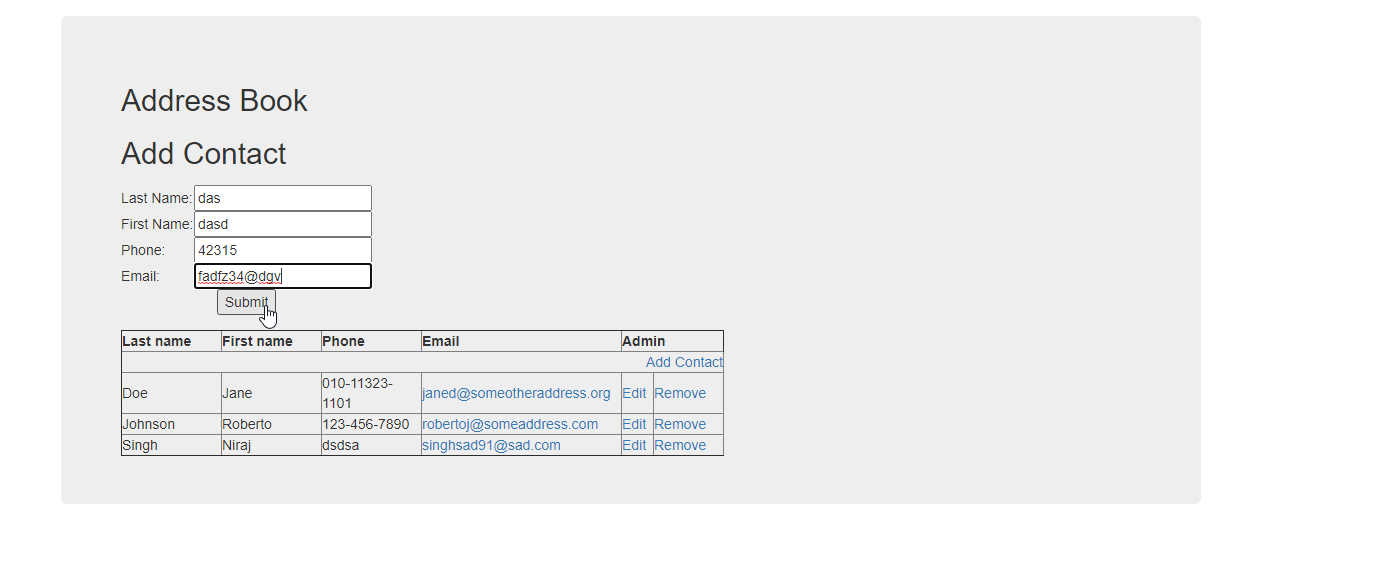 Address Book
Add Contact
Last Name: das
First Name: dasd
Phone: 42315
Email: fadfz34@dgv
Submit
Last name First name Phone Email Admin
Add Contact
Doe Jane 010-11323-
1101 janed@someotheraddress.org Edit Remove
Johnson Roberto 123-456-7890 robertoj@someaddress.com Edit Remove
Singh Niraj dsdsa singhsad91@sad.com Edit Remove